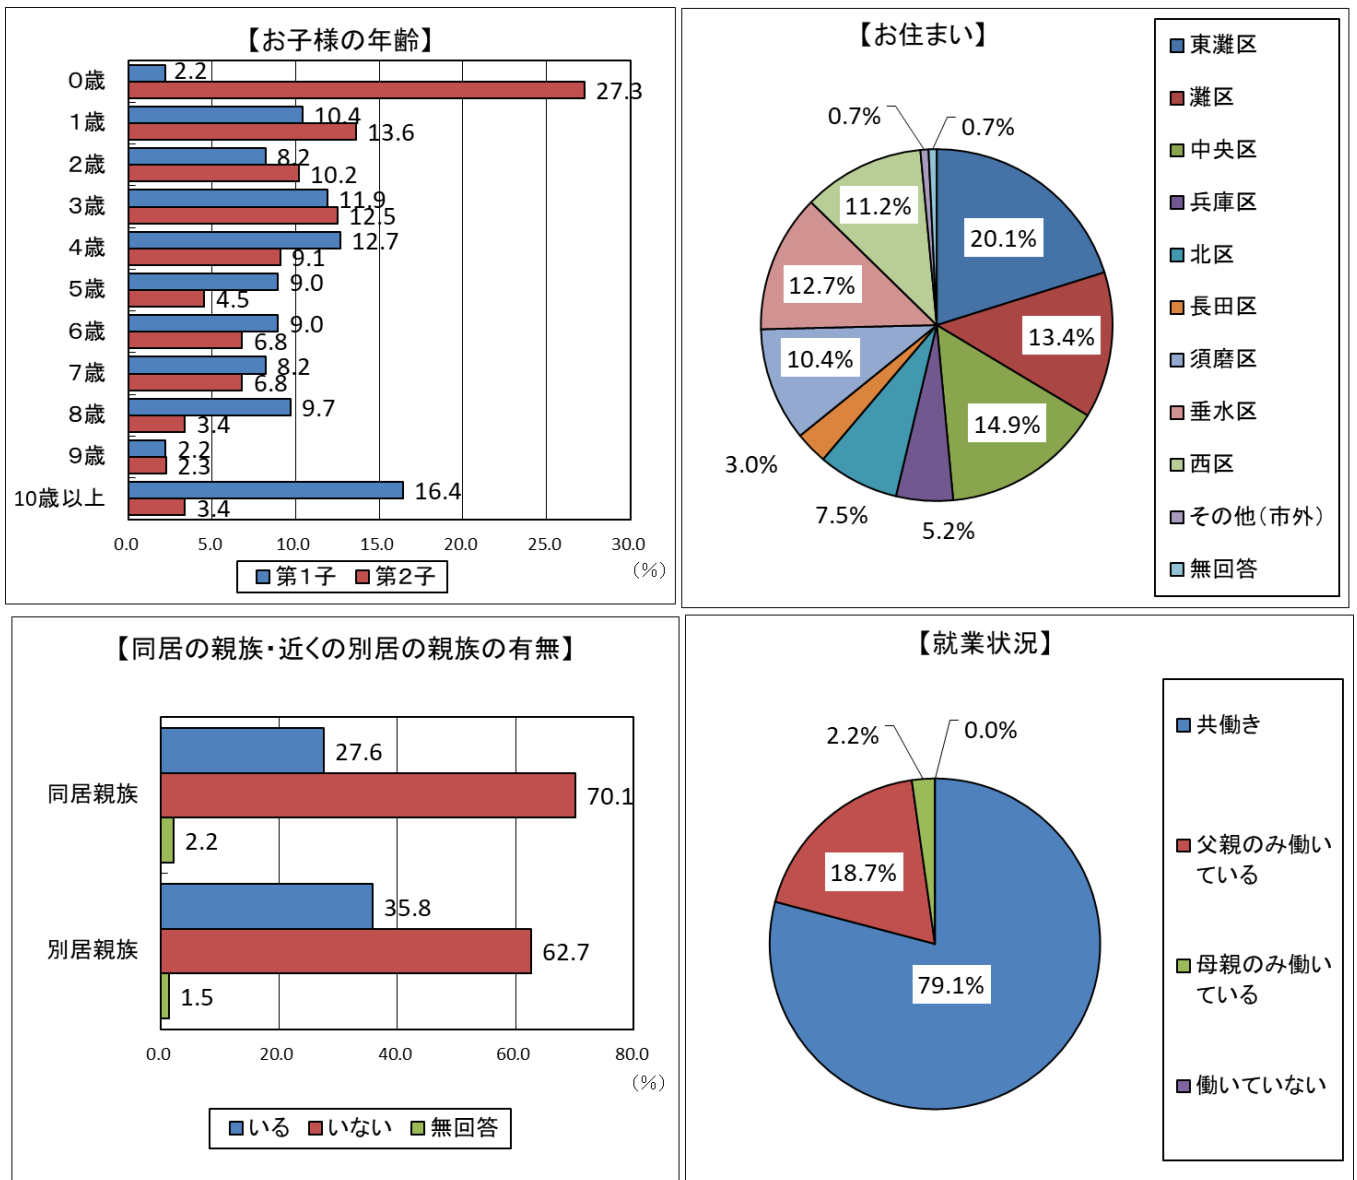 【お子様の年齢】
0歳
2.2
27.3
1歳
10.4
13.6
2歳
8.2
10.2
3歳
11.9
12.5
4歳
12.7
9.1
5歳
9.0
4.5
6歳
9.0
6.8
7歳
8.2
6.8
8歳
9.7
3.4
9歳
2.2
2.3
10歳以上
16.4
3.4
0.0 5.0 10.0 15.0 20.0 25.0 30.0
(%)
第1子 第2子
【お住まい】
0.7%
0.7%
20.1%
13.4%
14.9%
5.2%
7.5%
3.0%
10.4%
12.7%
11.2%
東灘区
灘区
中央区
兵庫区
北区
長田区
須磨区
垂水区
西区
その他(市外)
無回答
【同居の親族・近くの別居の親族の有無】
同居親族
27.6
70.1
2.2
別居親族
35.8
62.7
1.5
0.0 20.0 40.0 60.0 80.0
(%)
いる いない 無回答
【就業状況】
2.2%
0.0%
18.7%
79.1%
共働き
父親のみ働い
ている
母親のみ働い
ている
働いていない